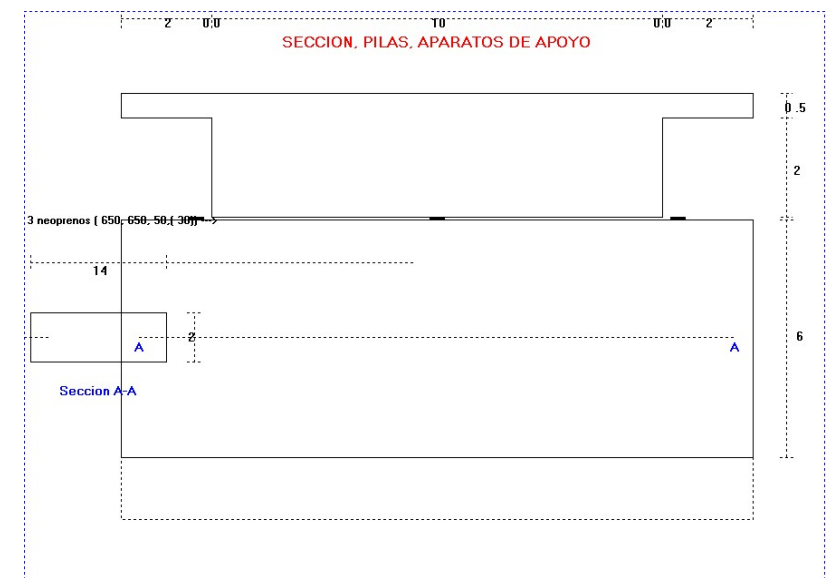 2 0.0 10 0.0 2
SECCION, PILAS, APARATOS DE APOYO
0.5
2
3 neoprenos ( 650, 650, 50,( 30)) --->
14
2
6
A A
Seccion A-A